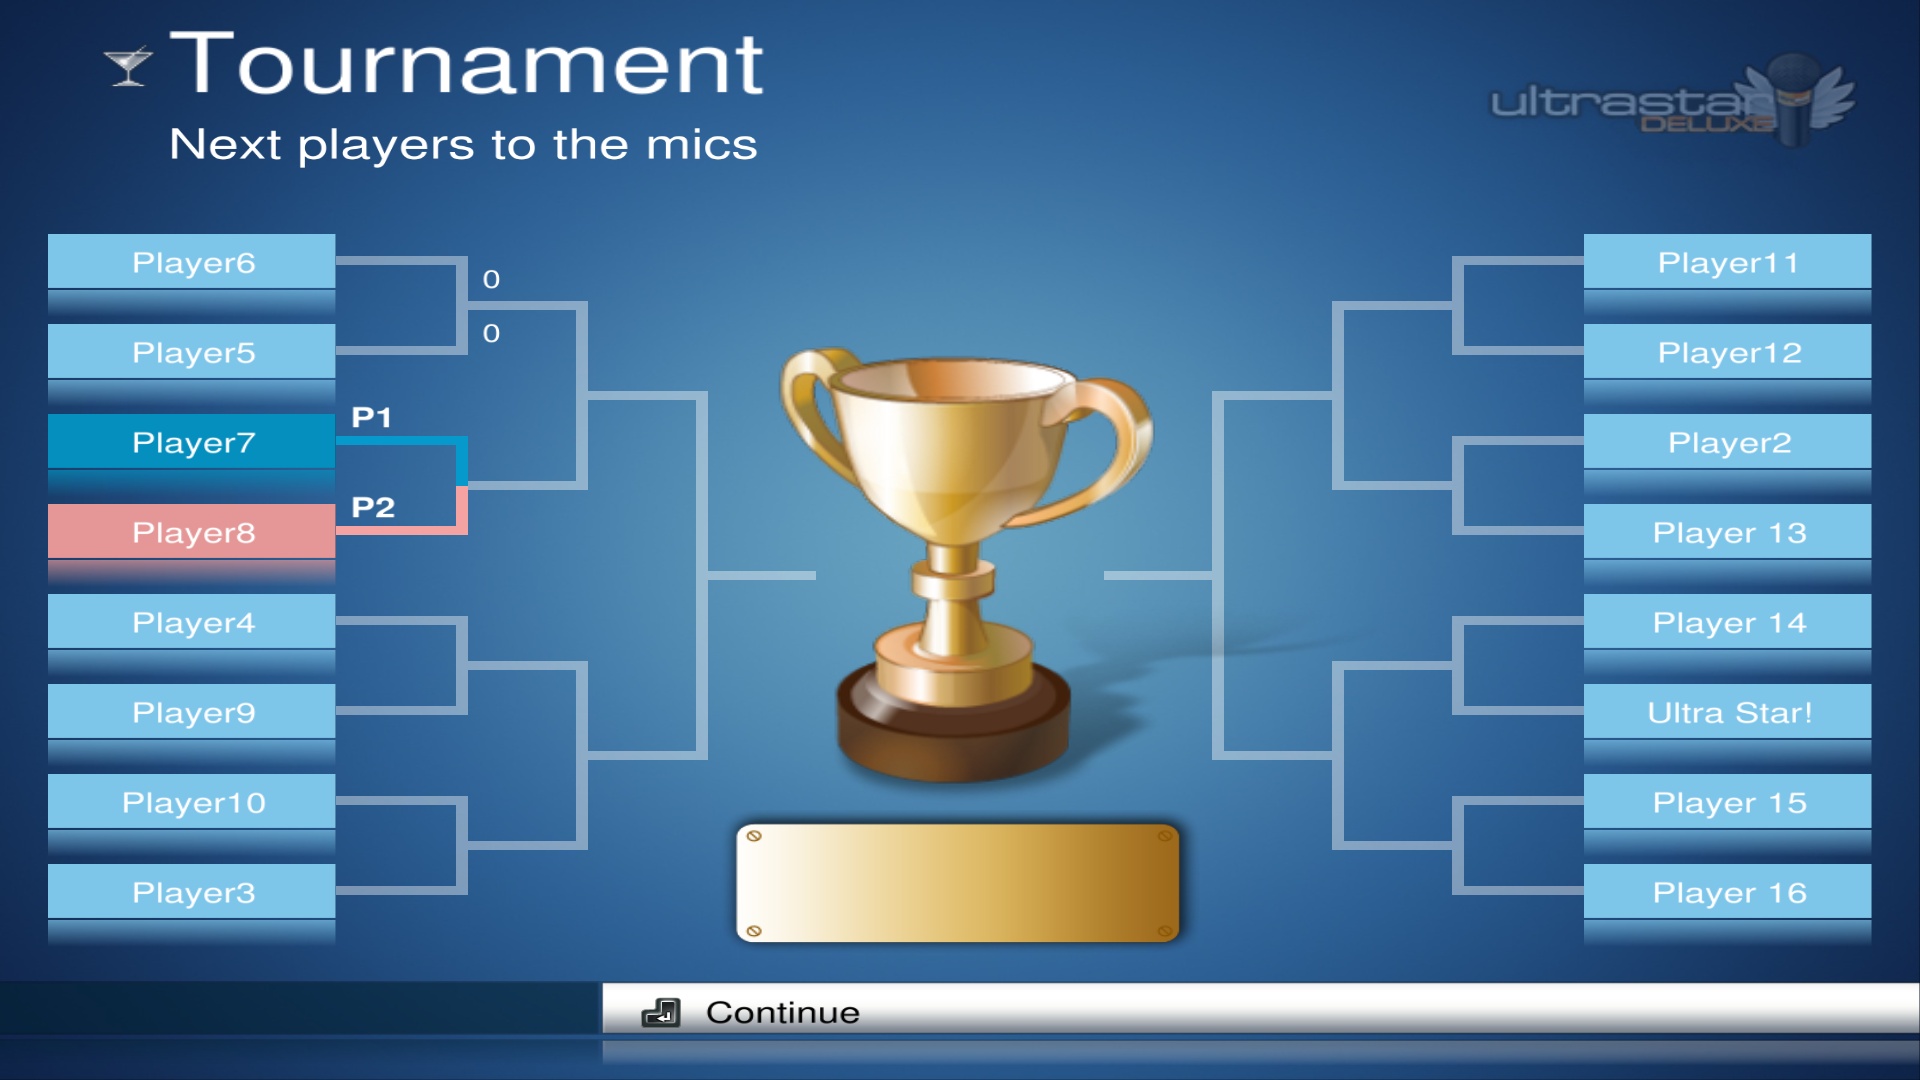 Tournament
Next players to the mics
ultrastar
DELUXE
Player6
0
0
Player5
P1
Player7
P2
Player8
Player4
Player9
Player10
Player3
Player11
Player12
Player2
Player 13
Player 14
Ultra Star!
Player 15
Player 16
Continue